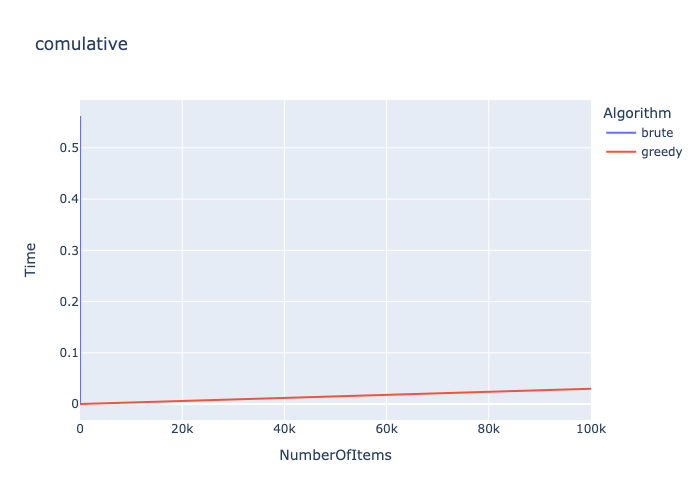 comulative
Algorithm
brute
greedy
Time
0.5
0.4
0.3
0.2
0.1
0
0
20k
40k
60k
80k
100k
NumberOfItems